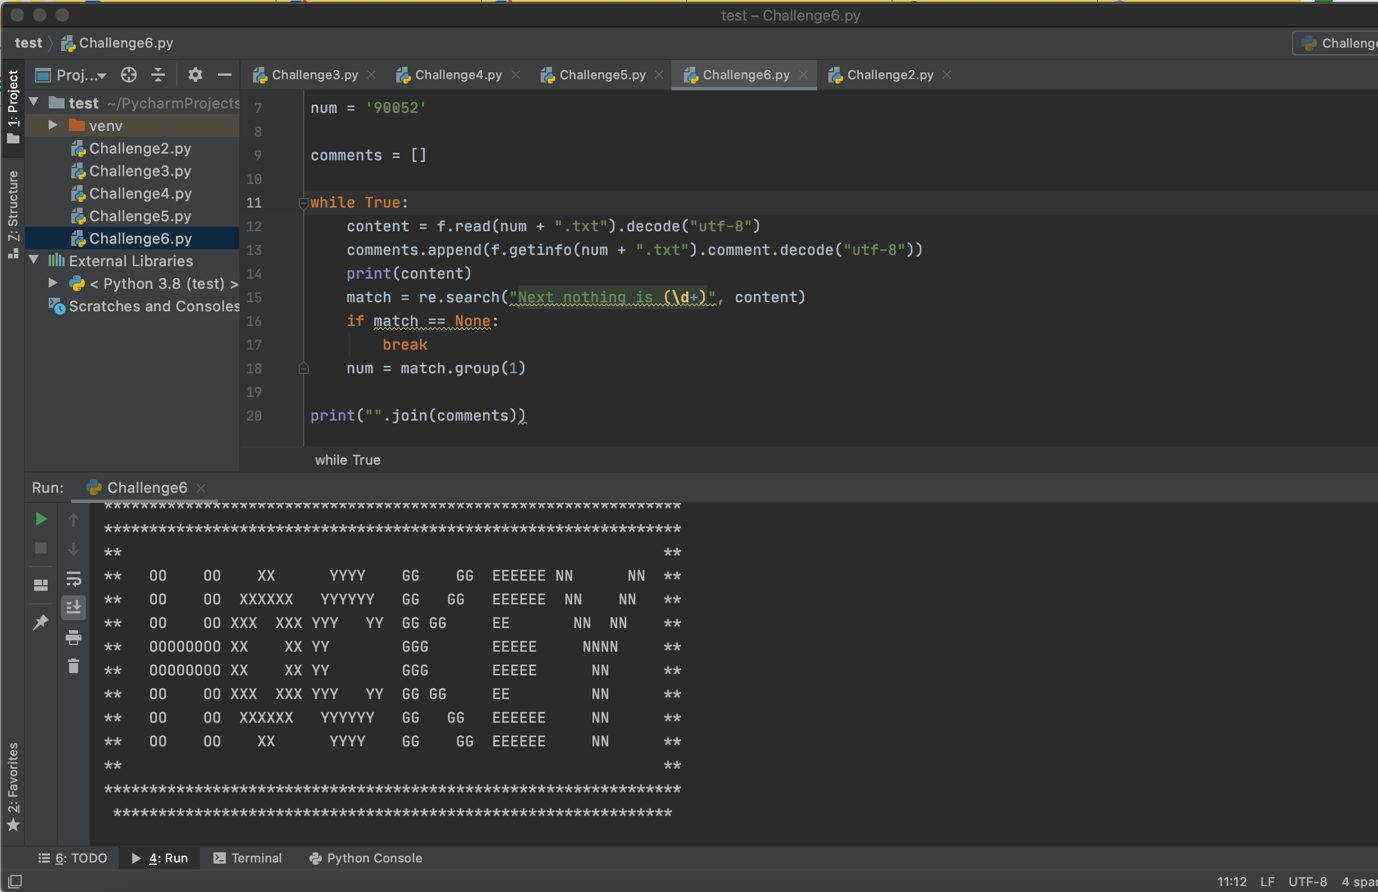 test – Challenge6.py
test Challenge6.py
Proj...
Challenge3.py
Challenge4.py
Challenge5.py
Challenge6.py
Challenge2.py
1: Project
test ~/PycharmProjects
venv
Challenge2.py
Challenge3.py
Challenge4.py
Challenge5.py
Challenge6.py
External Libraries
< Python 3.8 (test) >
Scratches and Consoles
Z: Structure
2: Favorites
7 num = '90052'
8
9 comments = []
10
11 while True:
12     content = f.read(num + ".txt").decode("utf-8")
13     comments.append(f.getinfo(num + ".txt").comment.decode("utf-8"))
14     print(content)
15     match = re.search("Next nothing is (\d+)", content)
16     if match == None:
17         break
18     num = match.group(1)
19
20 print("".join(comments))
while True
Run: Challenge6
****************************************************************
****************************************************************
**                                                            **
**   OO    OO    XX      YYYY    GG    GG  EEEEEE NN      NN  **
**   OO    OO  XXXXXX   YYYYYY   GG   GG   EEEEEE  NN    NN   **
**   OO    OO XXX  XXX YYY   YY  GG GG     EE       NN  NN    **
**   OOOOOOOO XX    XX YY        GGG       EEEEE     NNNN     **
**   OOOOOOOO XX    XX YY        GGG       EEEEE      NN      **
**   OO    OO XXX  XXX YYY   YY  GG GG     EE         NN      **
**   OO    OO  XXXXXX   YYYYYY   GG   GG   EEEEEE     NN      **
**   OO    OO    XX      YYYY    GG    GG  EEEEEE     NN      **
**                                                            **
****************************************************************
 **************************************************************
6: TODO
4: Run
Terminal
Python Console
11:12 LF UTF-8